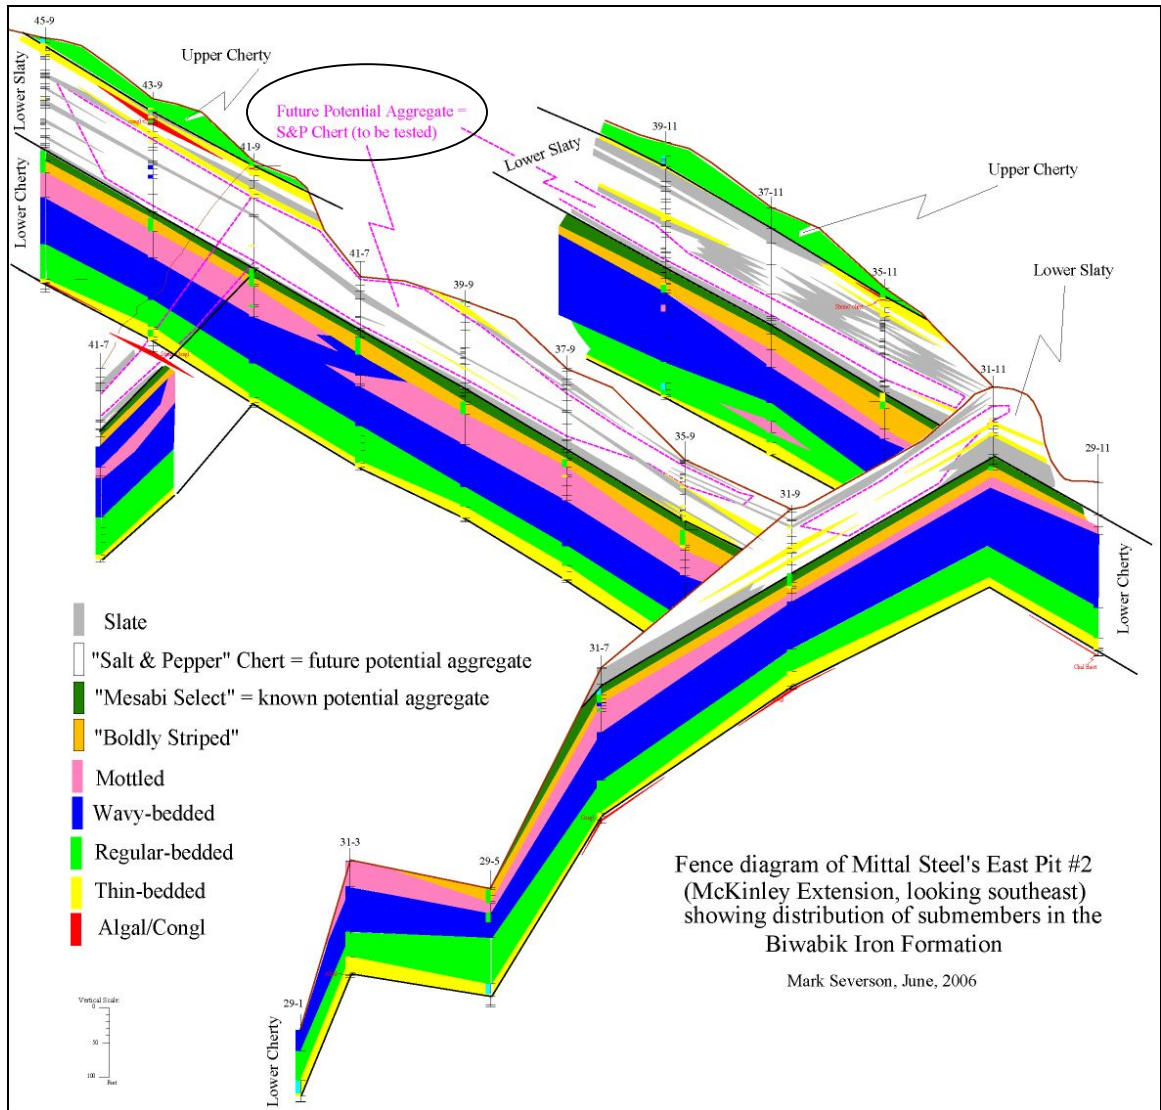 45-9
Lower Slaty
Upper Cherty
43-9
Future Potential Aggregate =
S&P Chert (to be tested)
41-9
Lower Cherty
39-11
Lower Slaty
Upper Cherty
37-11
35-11
Lower Slaty
41-7
39-9
41-7
37-9
31-11
35-9
29-11
31-9
Lower Cherty
31-7
Slate
"Salt & Pepper" Chert = future potential aggregate
"Mesabi Select" = known potential aggregate
"Boldly Striped"
Mottled
Wavy-bedded
Regular-bedded
Thin-bedded
Algal/Congl
31-3
29-5
29-1
Lower Cherty
Fence diagram of Mittal Steel's East Pit #2
(McKinley Extension, looking southeast)
showing distribution of submembers in the
Biwabik Iron Formation
Mark Severson, June, 2006
Vertical Scale:
0
50
100
Feet